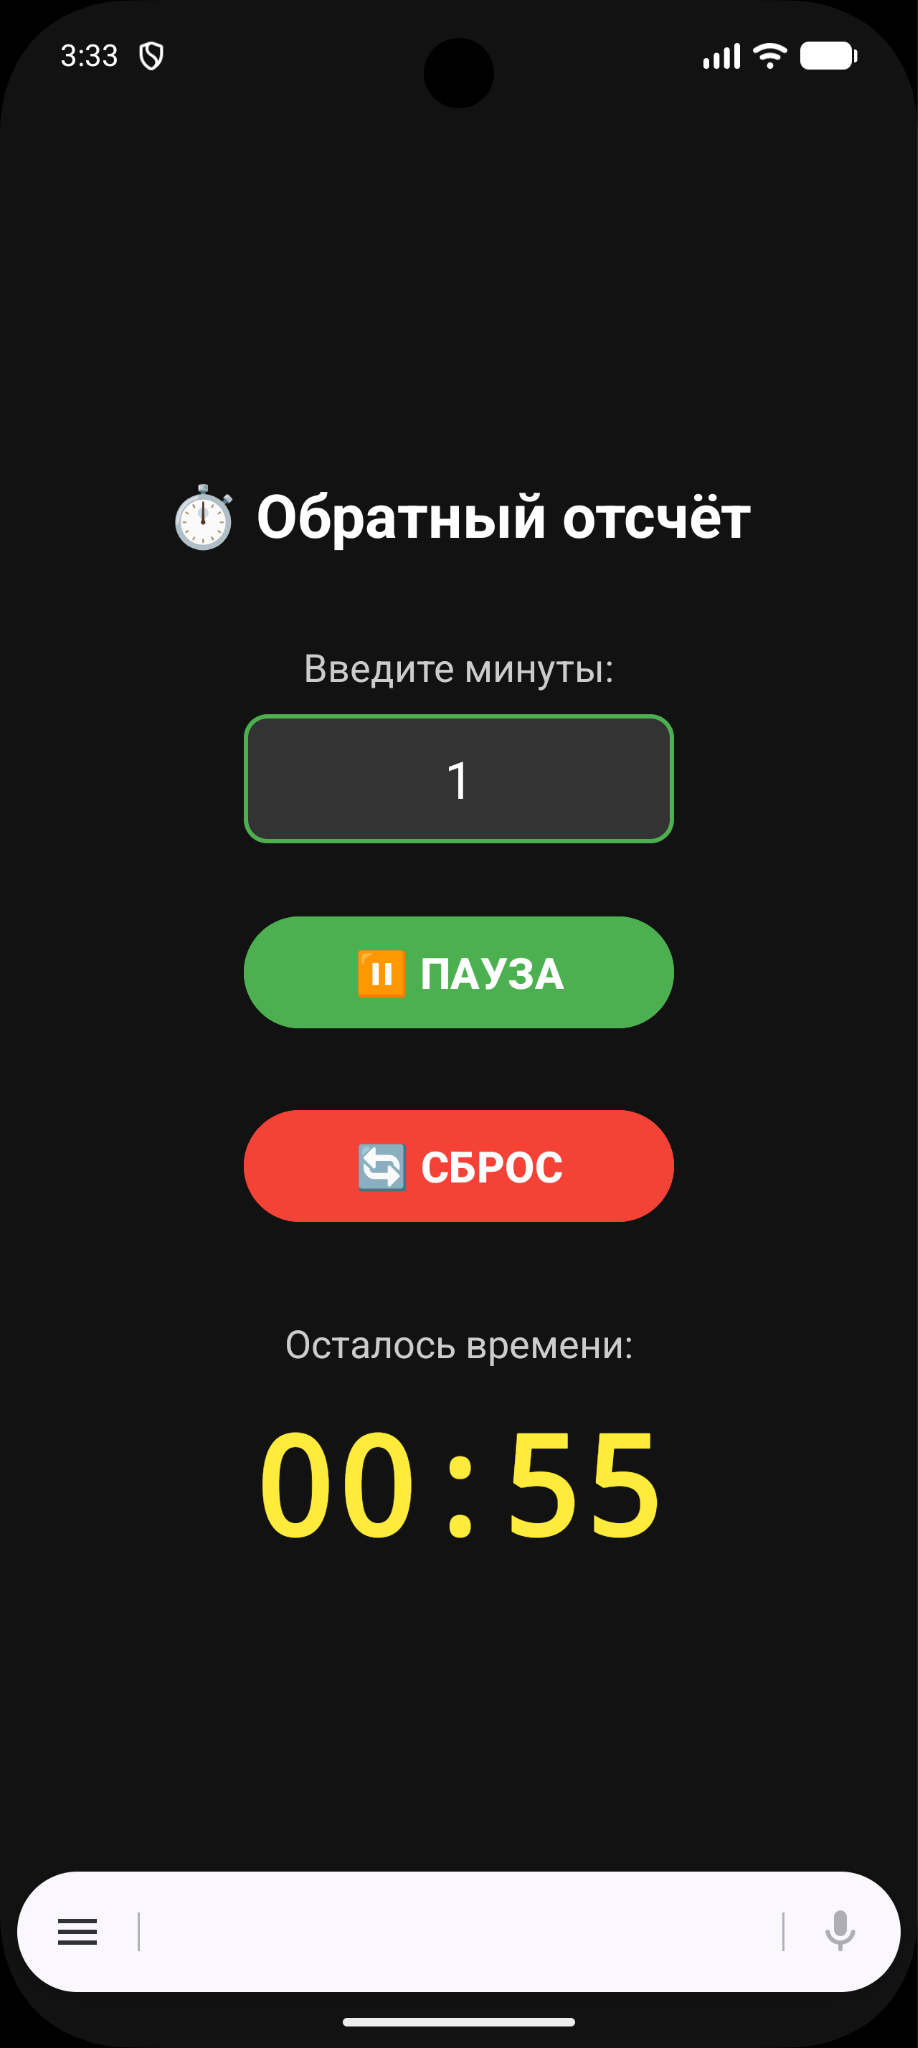 3:33
Обратный отсчёт
Введите минуты:
1
ПАУЗА
СБРОС
Осталось времени:
00:55